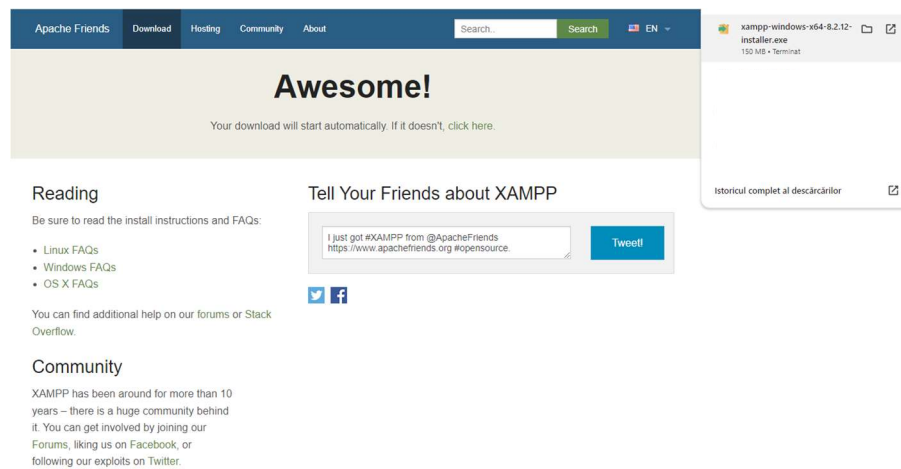 Apache Friends Download Hosting Community About Search.. Search EN
xampp-windows-x64-8.2.12-
installer.exe
150 MB • Terminat
Awesome!
Your download will start automatically. If it doesn't, click here.
Istoricul complet al descărcărilor
Reading
Be sure to read the install instructions and FAQs:
• Linux FAQs
• Windows FAQs
• OS X FAQs
You can find additional help on our forums or Stack
Overflow.
Tell Your Friends about XAMPP
I just got #XAMPP from @ApacheFriends
https://www.apachefriends.org #opensource.
Tweet!
Community
XAMPP has been around for more than 10
years – there is a huge community behind
it. You can get involved by joining our
Forums, liking us on Facebook, or
following our exploits on Twitter.